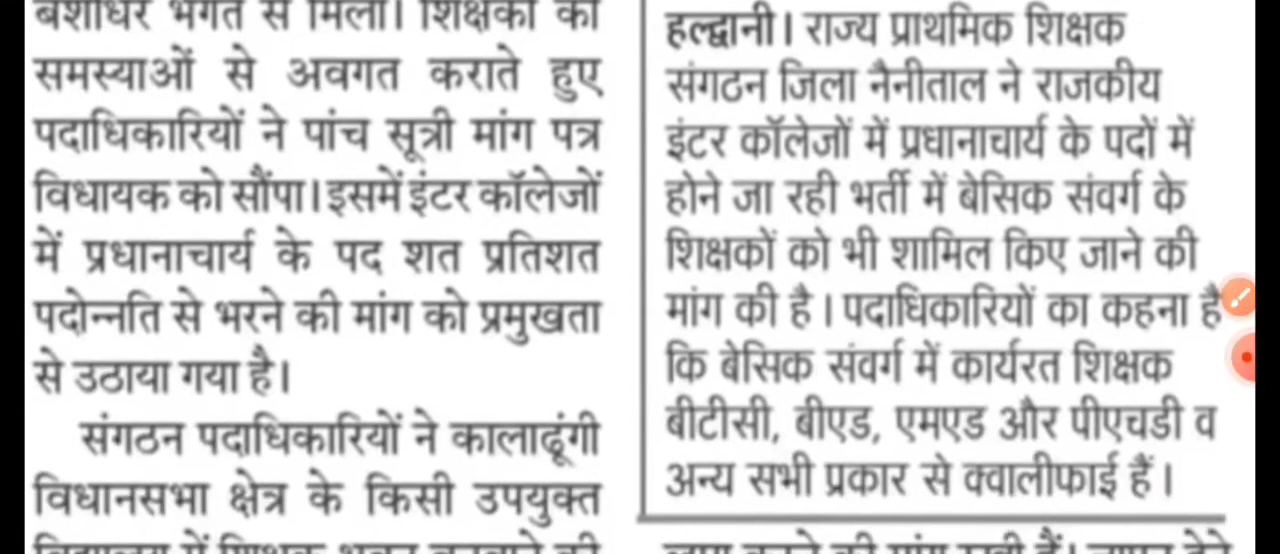 बंशीधर भगत से मिला। शिक्षकों की
समस्याओं से अवगत कराते हुए
पदाधिकारियों ने पांच सूत्री मांग पत्र
विधायक को सौंपा। इसमें इंटर कॉलेजों
में प्रधानाचार्य के पद शत प्रतिशत
पदोन्नति से भरने की मांग को प्रमुखता
से उठाया गया है।
संगठन पदाधिकारियों ने कालाढूंगी
विधानसभा क्षेत्र के किसी उपयुक्त
हल्द्वानी। राज्य प्राथमिक शिक्षक
संगठन जिला नैनीताल ने राजकीय
इंटर कॉलेजों में प्रधानाचार्य के पदों में
होने जा रही भर्ती में बेसिक संवर्ग के
शिक्षकों को भी शामिल किए जाने की
मांग की है। पदाधिकारियों का कहना है
कि बेसिक संवर्ग में कार्यरत शिक्षक
बीटीसी, बीएड, एमएड और पीएचडी व
अन्य सभी प्रकार से क्वालीफाई हैं।